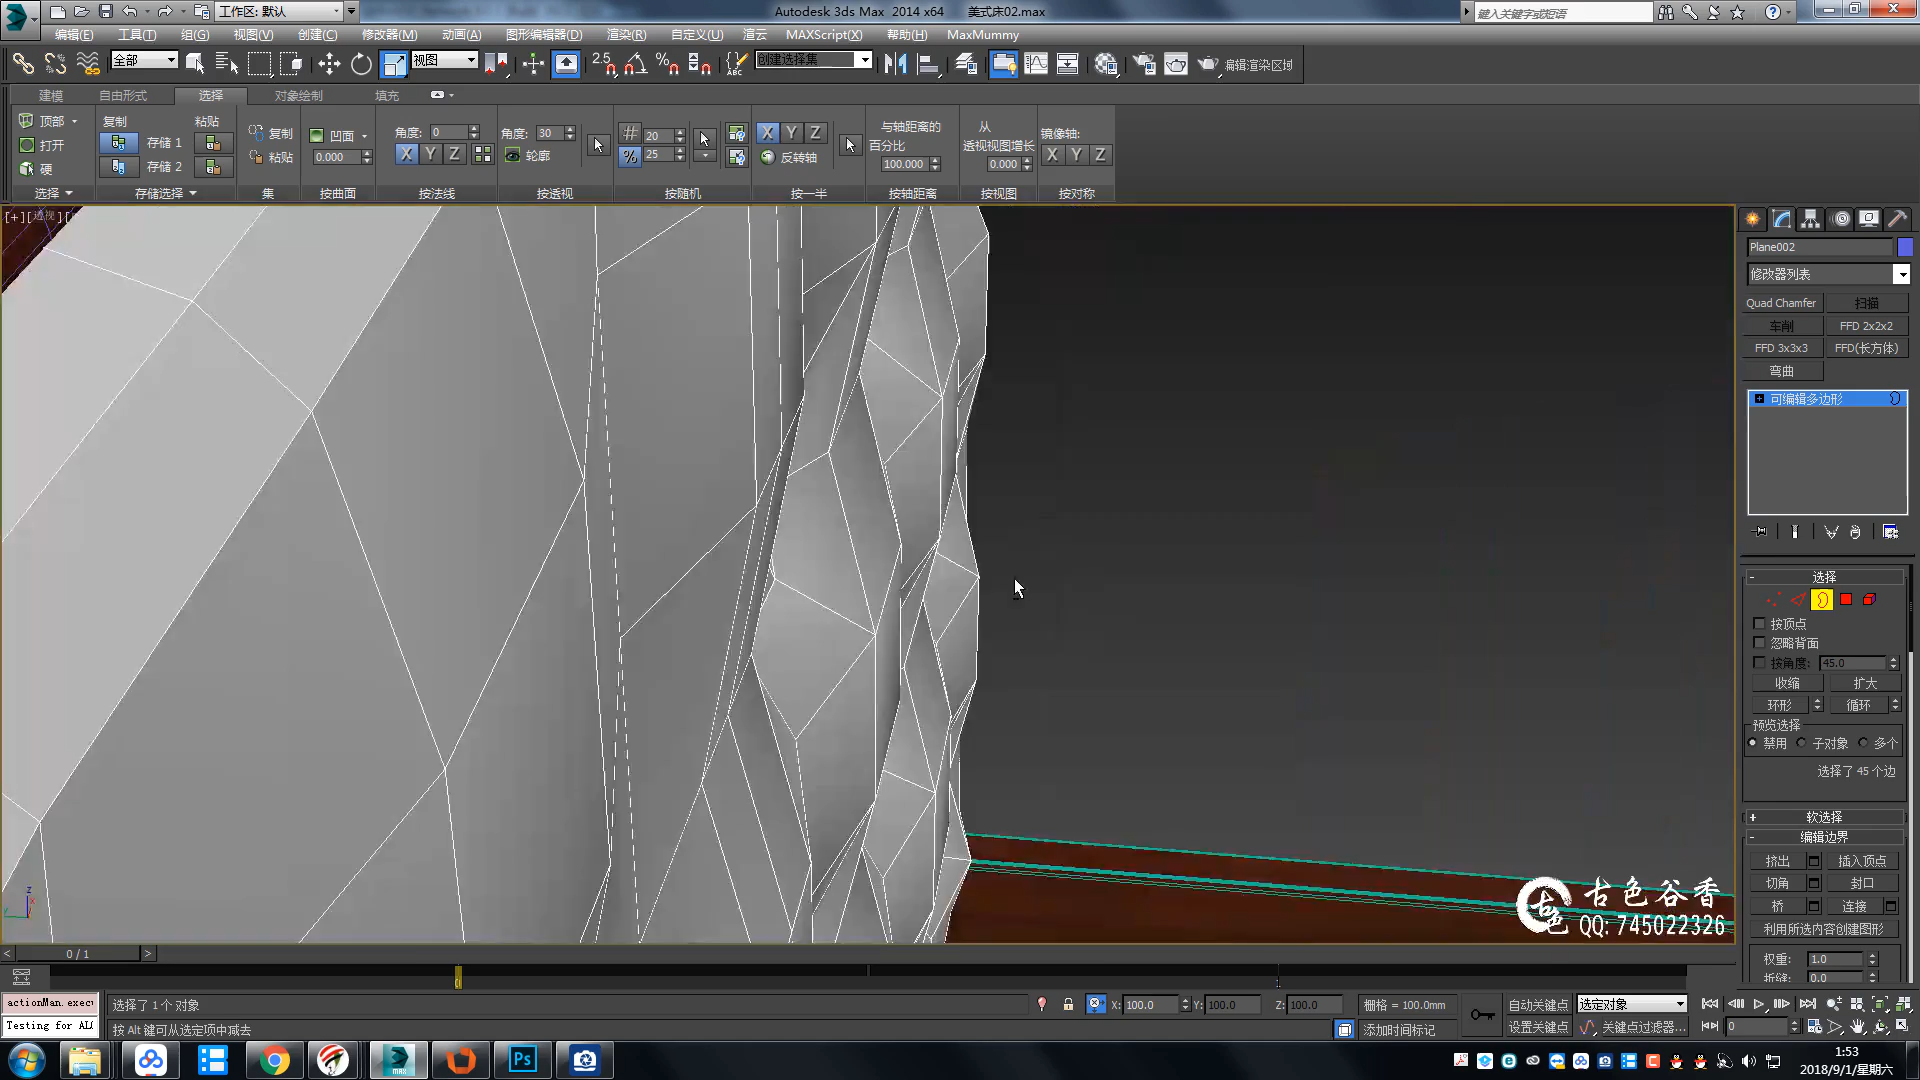 工作区: 默认
Autodesk 3ds Max  2014 x64
美式床02.max
键入关键字或短语
编辑(E)
工具(T)
组(G)
视图(V)
创建(C)
修改器(M)
动画(A)
图形编辑器(D)
渲染(R)
自定义(U)
渲云
MAXScript(X)
帮助(H)
MaxMummy
全部
视图
2.5
创建选择集
编辑渲染区域
建模
自由形式
选择
对象绘制
填充
顶部
打开
硬
复制
粘贴
存储 1
存储 2
复制
粘贴
凹面
0.000
角度: 0
X Y Z
角度: 30
轮廓
20
25
X Y Z
反转轴
与轴距离的
百分比
100.000
从
透视视图增长
0.000
镜像轴:
X Y Z
选择
存储选择
集
按曲面
按法线
按透视
按随机
按一半
按轴距离
按视图
按对称
[+][透视]
Plane002
修改器列表
Quad Chamfer
扫描
车削
FFD 2x2x2
FFD 3x3x3
FFD(长方体)
弯曲
可编辑多边形
选择
按顶点
忽略背面
按角度: 45.0
收缩
扩大
环形
循环
预览选择
禁用
子对象
多个
选择了 45 个边
软选择
编辑边界
挤出
插入顶点
切角
封口
桥
连接
利用所选内容创建图形
权重: 1.0
折缝: 0.0
古色谷香
QQ: 745022326
0 / 1
actionMan.exec
Testing for ALL
选择了 1 个 对象
按 Alt 键可从选定项中减去
X: 100.0
Y: 100.0
Z: 100.0
栅格 = 100.0mm
添加时间标记
自动关键点
选定对象
设置关键点
关键点过滤器...
0
1:53
2018/9/1/星期六